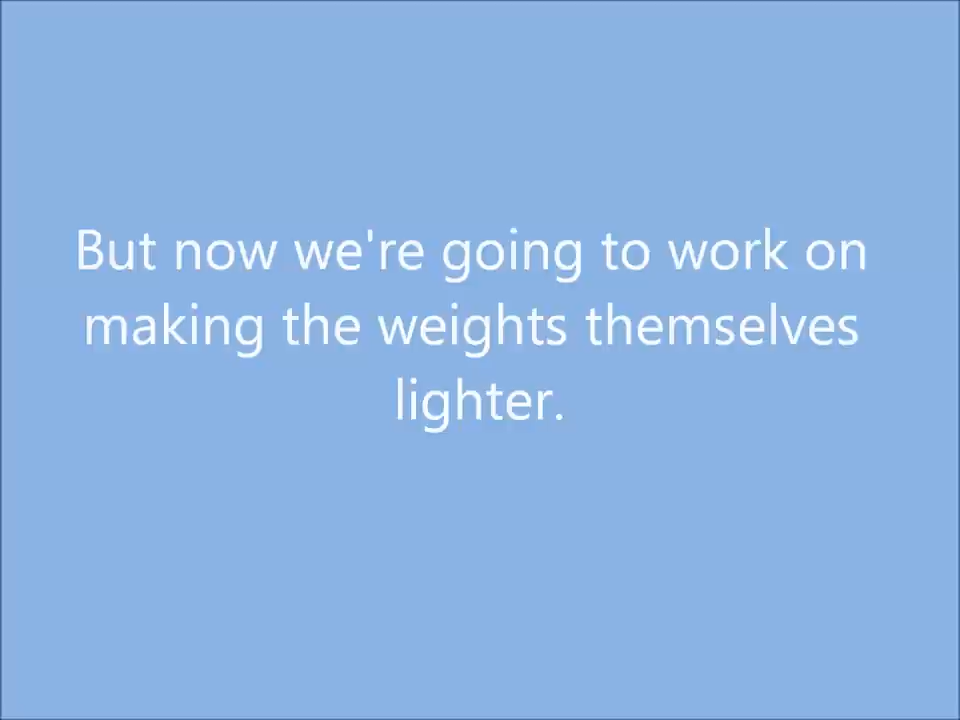 But now we're going to work on
making the weights themselves
lighter.